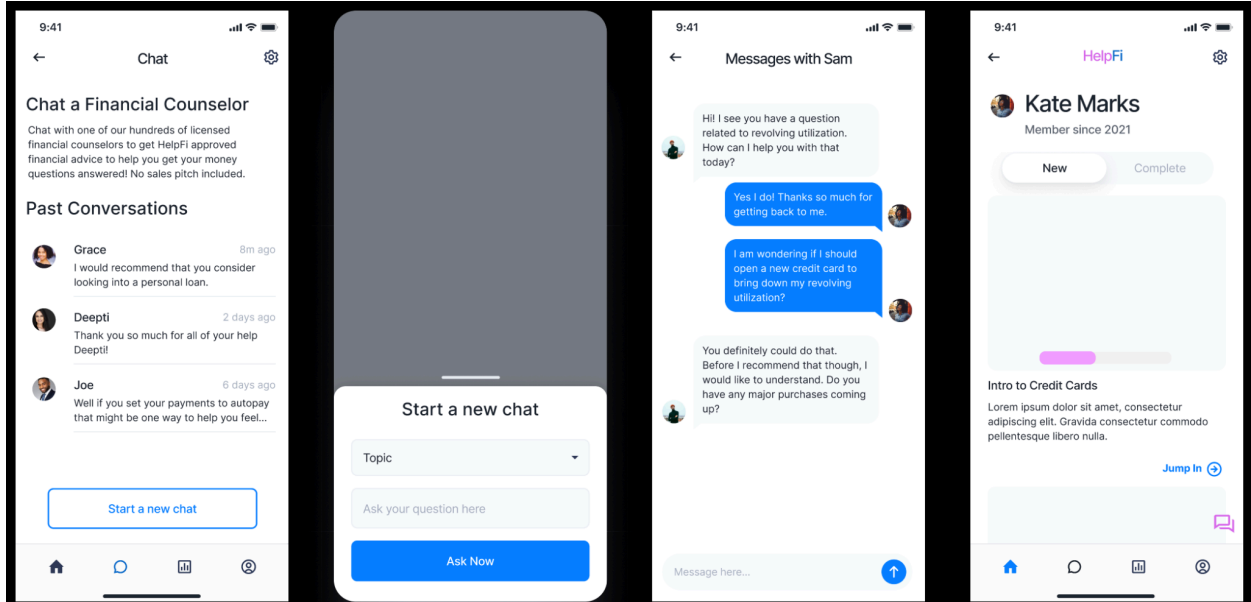 9:41
Chat
Chat a Financial Counselor
Chat with one of our hundreds of licensed
financial counselors to get HelpFi approved
financial advice to help you get your money
questions answered! No sales pitch included.
Past Conversations
Grace
8m ago
I would recommend that you consider
looking into a personal loan.
Deepti
2 days ago
Thank you so much for all of your help
Deepti!
Joe
6 days ago
Well if you set your payments to autopay
that might be one way to help you feel...
Start a new chat
Start a new chat
Topic
Ask your question here
Ask Now
9:41
Messages with Sam
Hi! I see you have a question
related to revolving utilization.
How can I help you with that
today?
Yes I do! Thanks so much for
getting back to me.
I am wondering if I should
open a new credit card to
bring down my revolving
utilization?
You definitely could do that.
Before I recommend that though, I
would like to understand. Do you
have any major purchases coming
up?
Message here...
9:41
HelpFi
Kate Marks
Member since 2021
New
Complete
Intro to Credit Cards
Lorem ipsum dolor sit amet, consectetur
adipiscing elit. Gravida consectetur commodo
pellentesque libero nulla.
Jump In